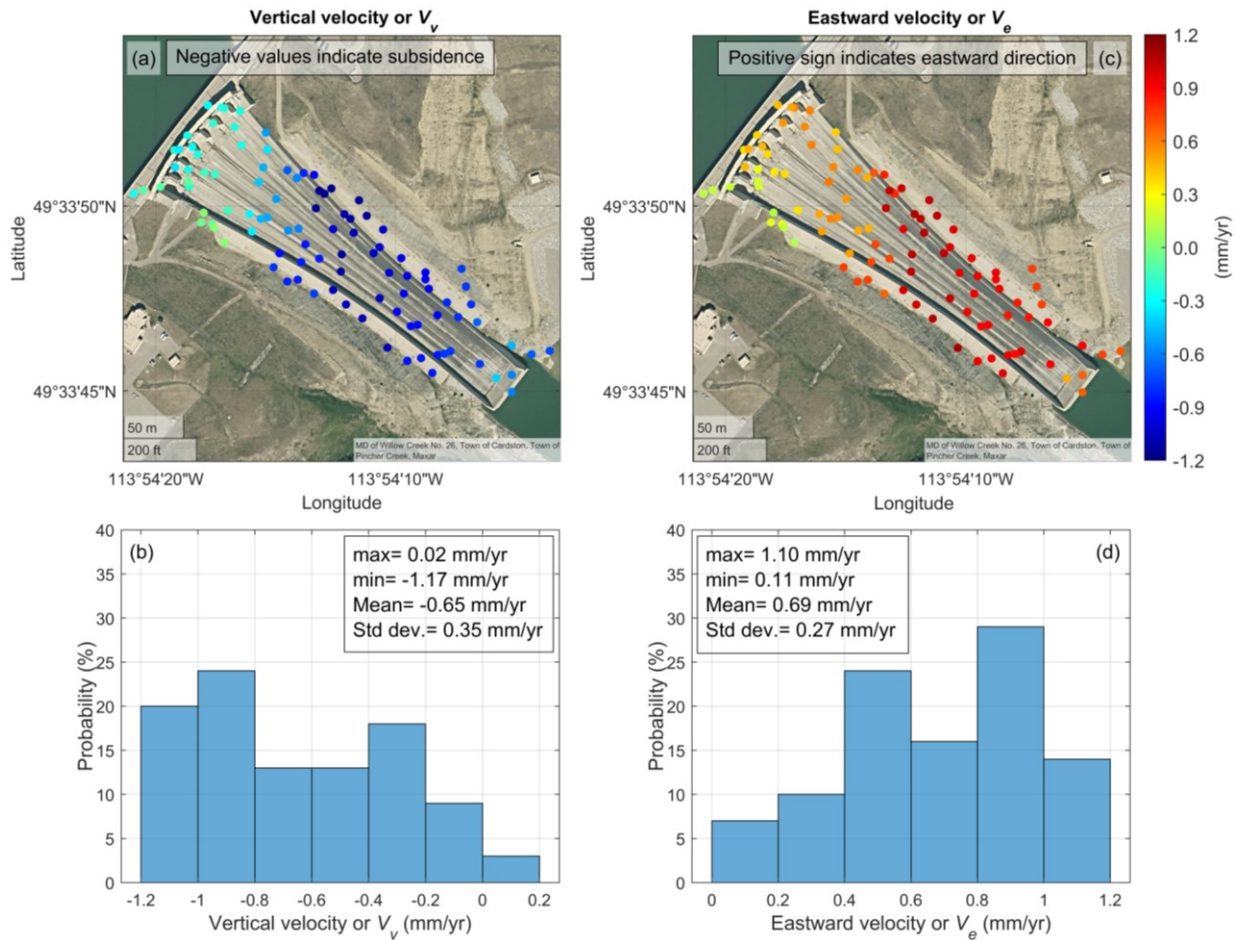 Vertical velocity or Vv
(a)
Negative values indicate subsidence
Latitude
49°33'50"N
49°33'45"N
50 m
200 ft
MD of Willow Creek No. 26, Town of Cardston, Town of
Pincher Creek, Maxar
113°54'20"W
113°54'10"W
Longitude
Eastward velocity or Ve
Positive sign indicates eastward direction
(c)
Latitude
49°33'50"N
49°33'45"N
50 m
200 ft
MD of Willow Creek No. 26, Town of Cardston, Town of
Pincher Creek, Maxar
113°54'20"W
113°54'10"W
Longitude
1.2
0.9
0.6
0.3
0.0
-0.3
-0.6
-0.9
-1.2
(mm/yr)
(b)
max= 0.02 mm/yr
min= -1.17 mm/yr
Mean= -0.65 mm/yr
Std dev.= 0.35 mm/yr
Probability (%)
40
35
30
25
20
15
10
5
0
-1.2 -1 -0.8 -0.6 -0.4 -0.2 0 0.2
Vertical velocity or Vv (mm/yr)
(d)
max= 1.10 mm/yr
min= 0.11 mm/yr
Mean= 0.69 mm/yr
Std dev.= 0.27 mm/yr
Probability (%)
40
35
30
25
20
15
10
5
0
0 0.2 0.4 0.6 0.8 1 1.2
Eastward velocity or Ve (mm/yr)